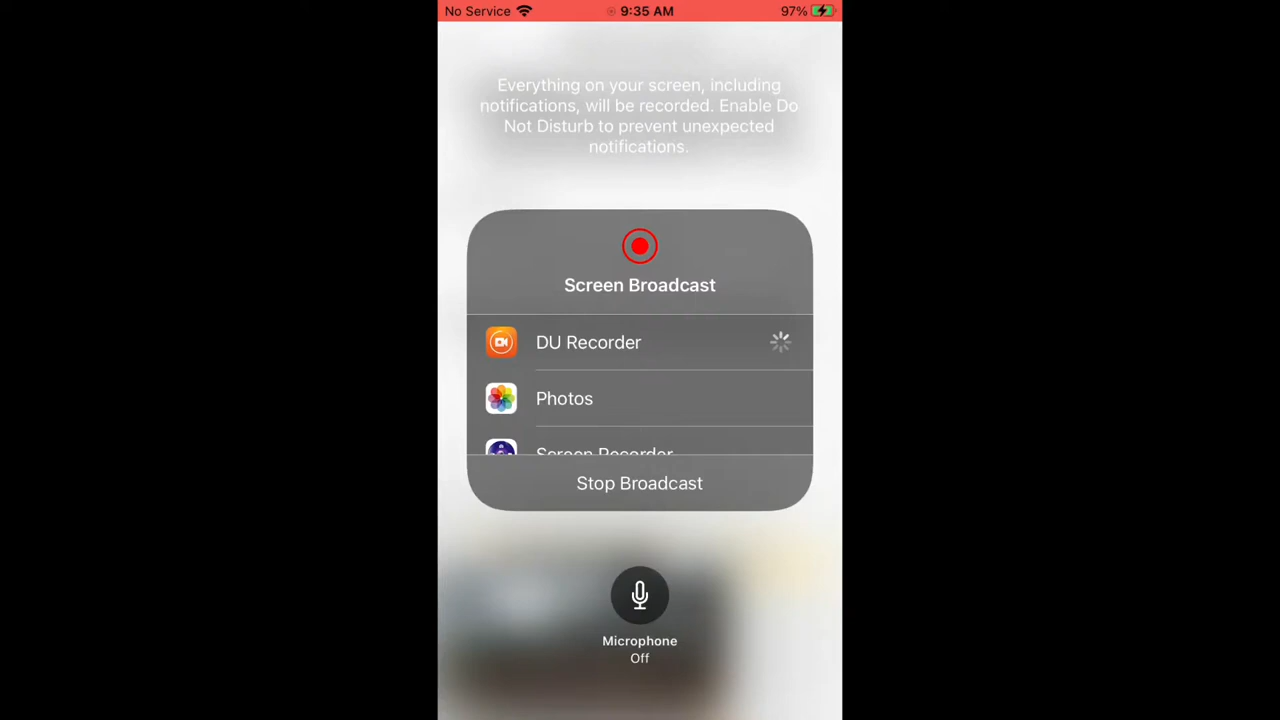 No Service 9:35 AM 97%
Everything on your screen, including
notifications, will be recorded. Enable Do
Not Disturb to prevent unexpected
notifications.
Screen Broadcast
DU Recorder
Photos
Screen Recorder
Stop Broadcast
Microphone
Off